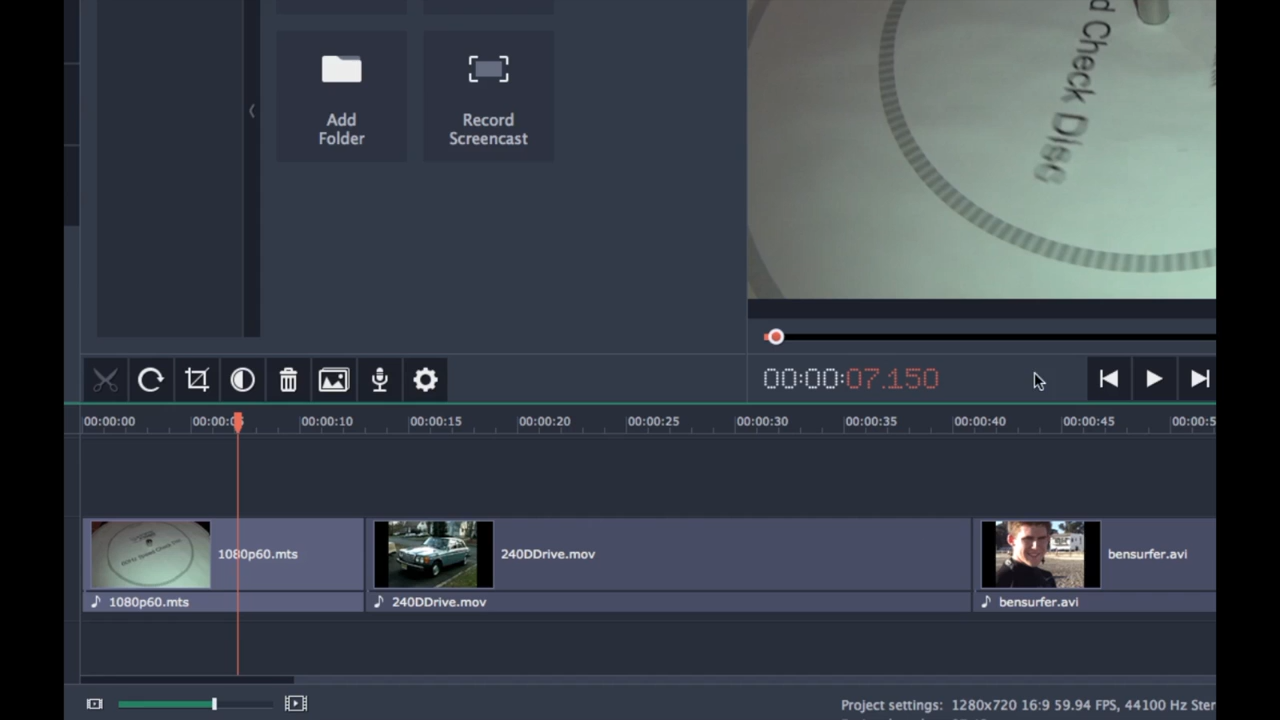 d Check Disc
Add
Folder
Record
Screencast
00:00:07.150
00:00:00
00:00:05
00:00:10
00:00:15
00:00:20
00:00:25
00:00:30
00:00:35
00:00:40
00:00:45
00:00:5
1080p60.mts
240DDrive.mov
bensurfer.avi
1080p60.mts
240DDrive.mov
bensurfer.avi
Project settings: 1280x720 16:9 59.94 FPS, 44100 Hz Ster